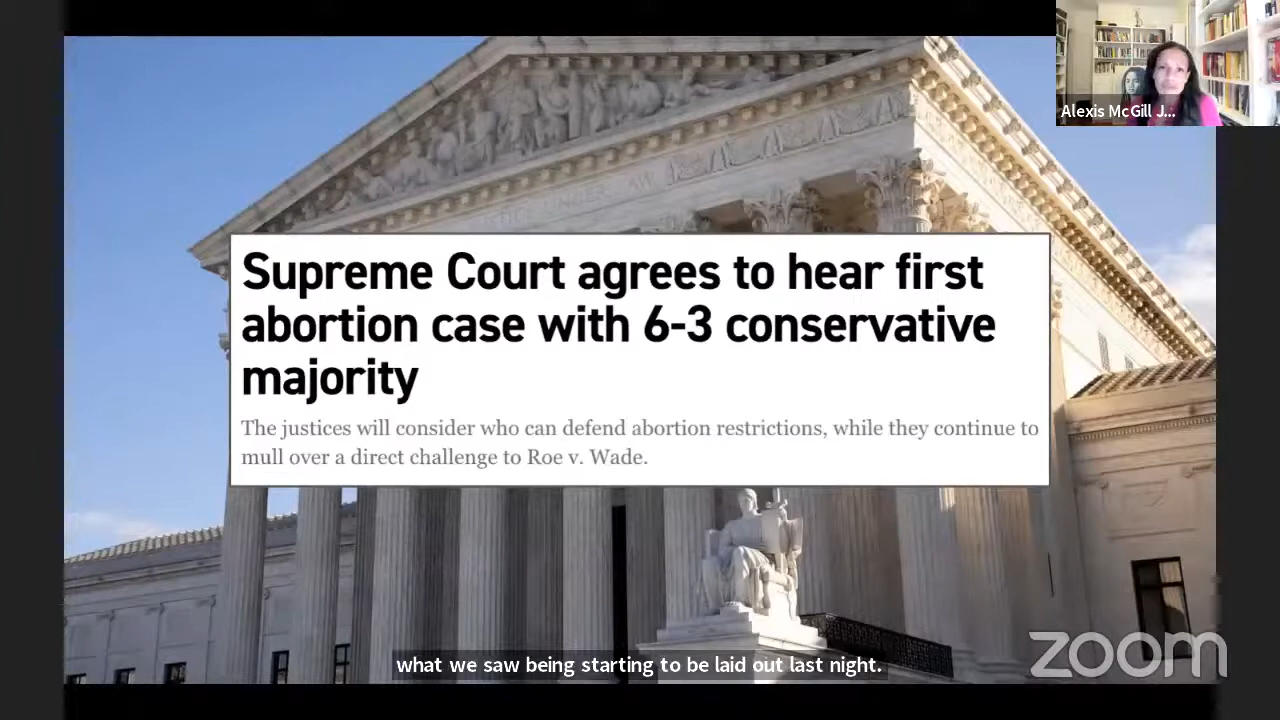 Alexis McGill J...
Supreme Court agrees to hear first
abortion case with 6-3 conservative
majority
The justices will consider who can defend abortion restrictions, while they continue to
mull over a direct challenge to Roe v. Wade.
what we saw being starting to be laid out last night.
zoom